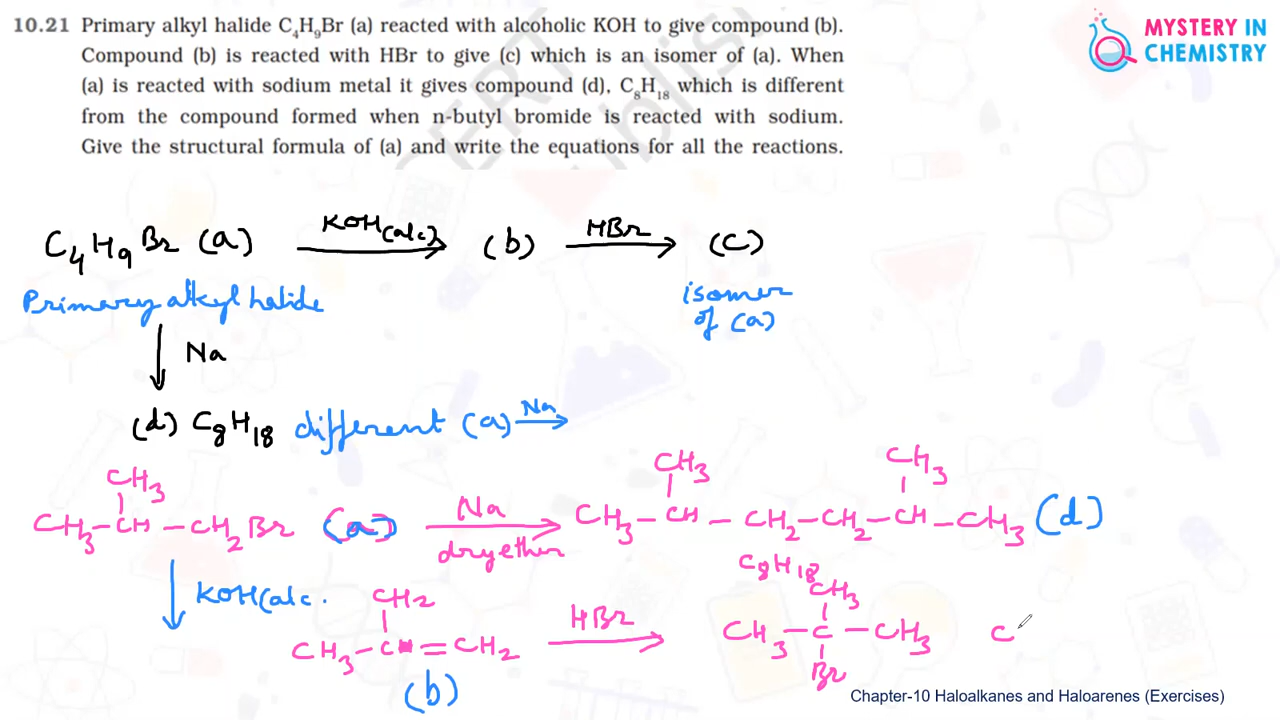 10.21 Primary alkyl halide C₄H₉Br (a) reacted with alcoholic KOH to give compound (b).
Compound (b) is reacted with HBr to give (c) which is an isomer of (a). When
(a) is reacted with sodium metal it gives compound (d), C₈H₁₈ which is different
from the compound formed when n-butyl bromide is reacted with sodium.
Give the structural formula of (a) and write the equations for all the reactions.
MYSTERY IN
CHEMISTRY
C₄H₉Br (a) KOH(alc) (b) HBr (c)
Primary alkyl halide
isomer
of (a)
Na
(d) C₈H₁₈ different (a) Na
CH₃
CH₃ – CH – CH₂Br (a) Na
dry ether
CH₃ CH₃
CH₃ – CH – CH₂ – CH₂ – CH – CH₃ (d)
C₈H₁₈
KOH(alc.
CH₂
CH₃ – C = CH₂ HBr
(b)
CH₃
CH₃ – C – CH₃
Br
C
Chapter-10 Haloalkanes and Haloarenes (Exercises)